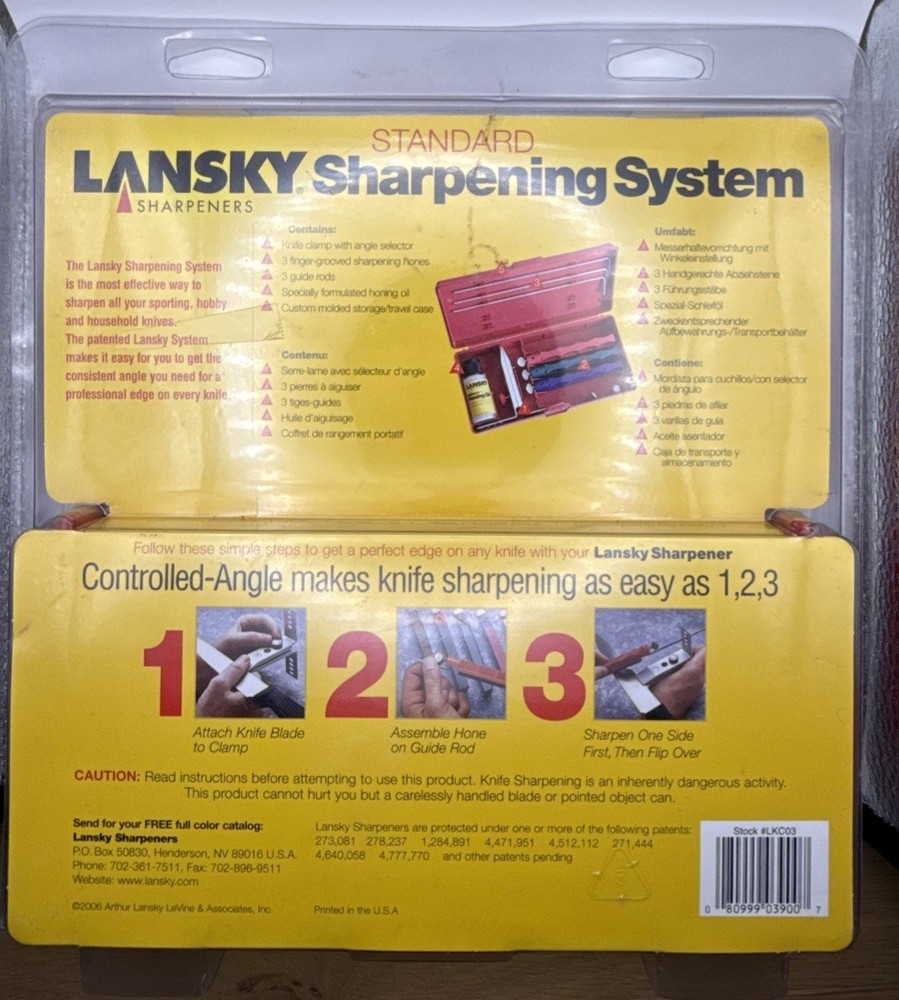 STANDARD
LANSKY® Sharpening System
SHARPENERS
The Lansky Sharpening System
is the most effective way to
sharpen all your sporting, hobby
and household knives.
The patented Lansky System
makes it easy for you to get the
consistent angle you need for a
professional edge on every knife.
Contains:
Knife clamp with angle selector
3 finger-grooved sharpening hones
3 guide rods
Specially formulated honing oil
Custom molded storage/travel case
Contenu:
Serre-lame avec sélecteur d'angle
3 pierres à aiguiser
3 tiges-guides
Huile d'aiguisage
Coffret de rangement portatif
5
3
4
2
1
LANSKY
Umfabt:
Messerhaltevorrichtung mit
Winkeleinstellung
3 Handgerechte Abziehsteine
3 Führungsstäbe
Spezial-Schleiföl
Zweckentsprechender
Aufbewahrungs-/Transportbehälter
Contiene:
Mordaza para cuchillos/con selector
de ángulo
3 piedras de afilar
3 varillas de guia
Aceite asentador
Caja de transporte y
almacenamiento
Follow these simple steps to get a perfect edge on any knife with your Lansky Sharpener
Controlled-Angle makes knife sharpening as easy as 1,2,3
1
Attach Knife Blade
to Clamp
2
Assemble Hone
on Guide Rod
3
Sharpen One Side
First, Then Flip Over
CAUTION: Read instructions before attempting to use this product. Knife Sharpening is an inherently dangerous activity.
This product cannot hurt you but a carelessly handled blade or pointed object can.
Send for your FREE full color catalog:
Lansky Sharpeners
P.O. Box 50830, Henderson, NV 89016 U.S.A.
Phone: 702-361-7511, Fax: 702-896-9511
Website: www.lansky.com
©2006 Arthur Lansky LeVine & Associates, Inc.
Lansky Sharpeners are protected under one or more of the following patents:
273,081 278,237 1,284,891 4,471,951 4,512,112 271,444
4,640,058 4,777,770 and other patents pending
Printed in the U.S.A
Stock #LKC03
0 80999 03900 7